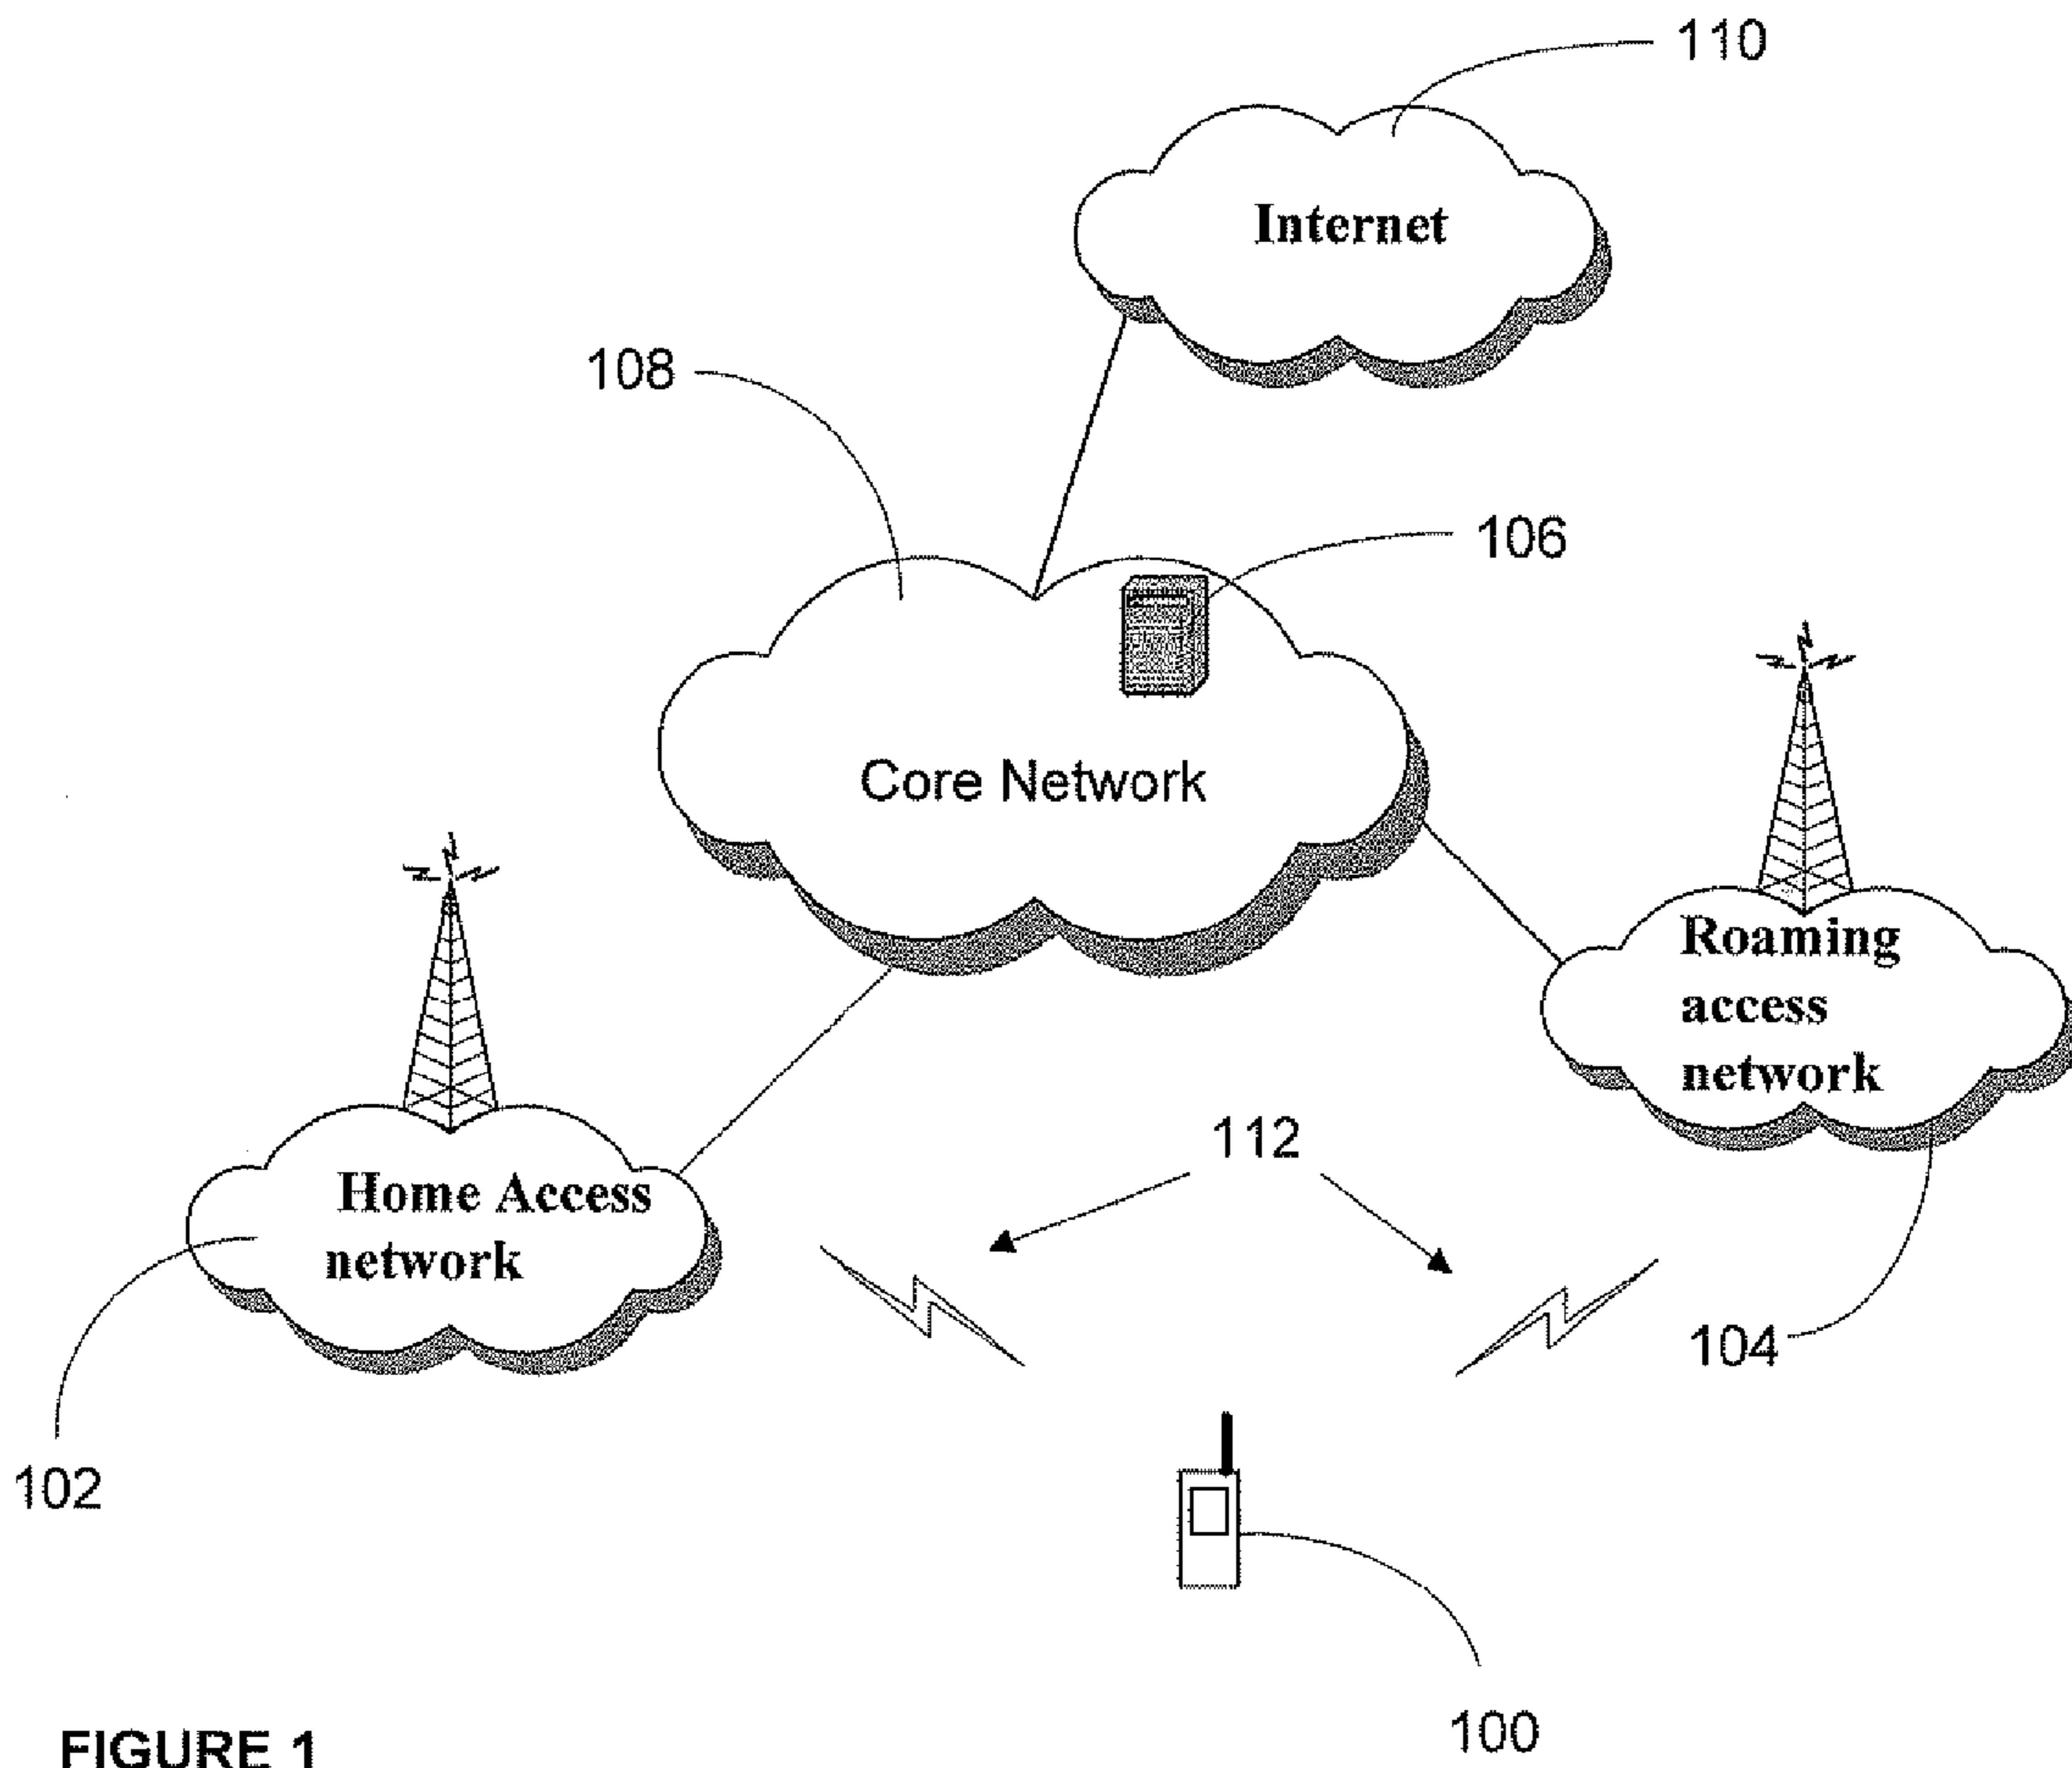 110
Internet
108
106
Core Network
Roaming
access
network
112
Home Access
network
104
102
100
FIGURE 1